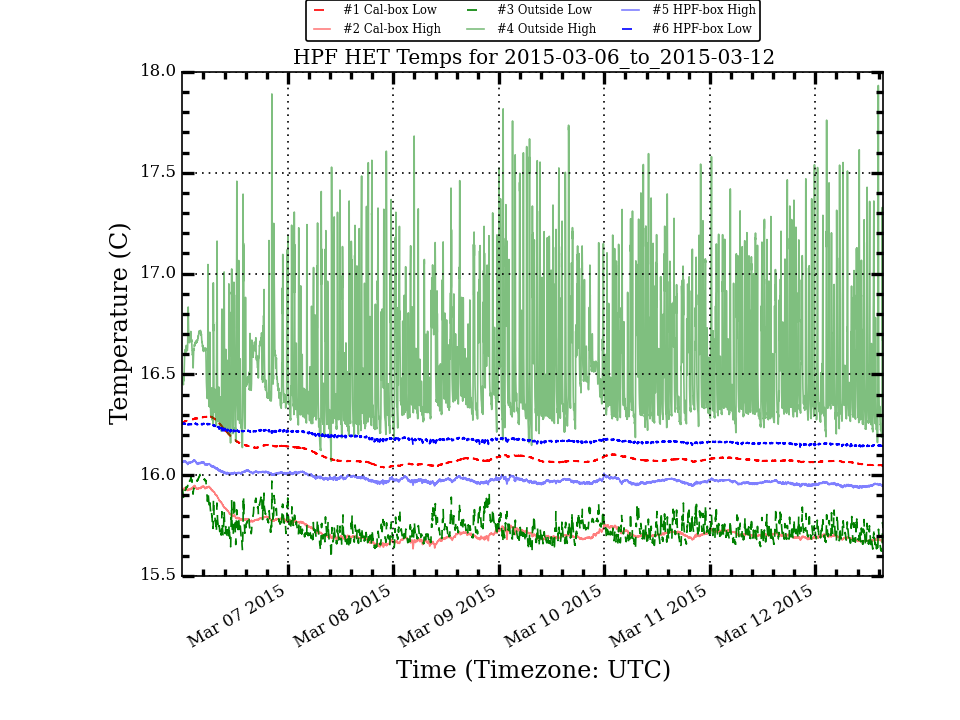 #1 Cal-box Low #3 Outside Low #5 HPF-box High
#2 Cal-box High #4 Outside High #6 HPF-box Low
HPF HET Temps for 2015-03-06_to_2015-03-12
18.0
17.5
17.0
16.5
16.0
15.5
Temperature (C)
Mar 07 2015 Mar 08 2015 Mar 09 2015 Mar 10 2015 Mar 11 2015 Mar 12 2015
Time (Timezone: UTC)